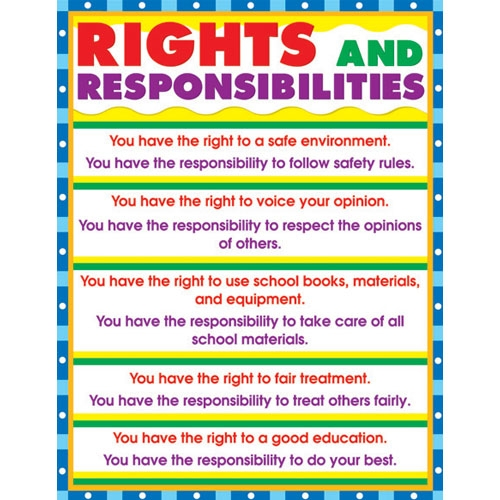 RIGHTS AND
RESPONSIBILITIES
You have the right to a safe environment.
You have the responsibility to follow safety rules.
You have the right to voice your opinion.
You have the responsibility to respect the opinions
of others.
You have the right to use school books, materials,
and equipment.
You have the responsibility to take care of all
school materials.
You have the right to fair treatment.
You have the responsibility to treat others fairly.
You have the right to a good education.
You have the responsibility to do your best.